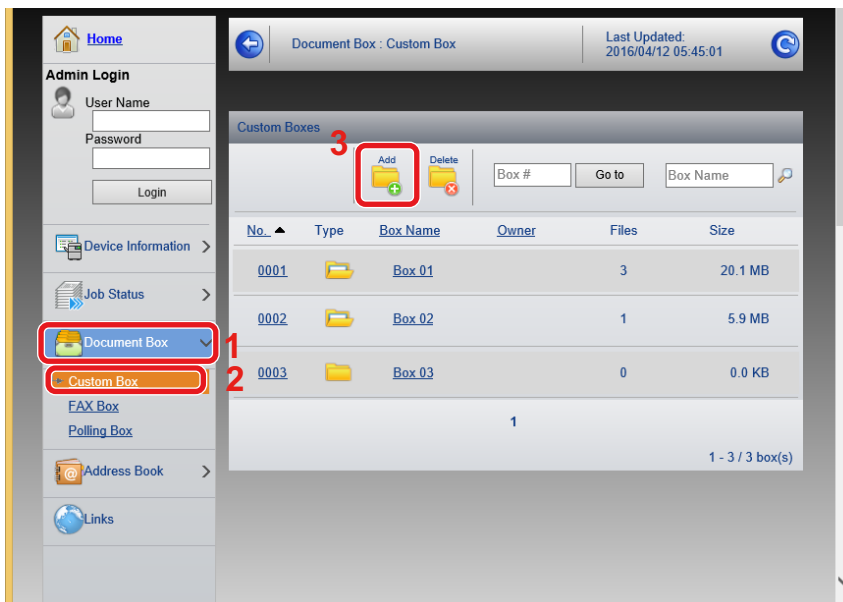 Home
Admin Login
User Name
Password
Login
Device Information
Job Status
Document Box
1
Custom Box
2
FAX Box
Polling Box
Address Book
Links
Document Box : Custom Box
Last Updated:
2016/04/12 05:45:01
Custom Boxes
3
Add Delete
Box # Go to Box Name
No. Type Box Name Owner Files Size
0001 Box 01 3 20.1 MB
0002 Box 02 1 5.9 MB
0003 Box 03 0 0.0 KB
1
1 - 3 / 3 box(s)